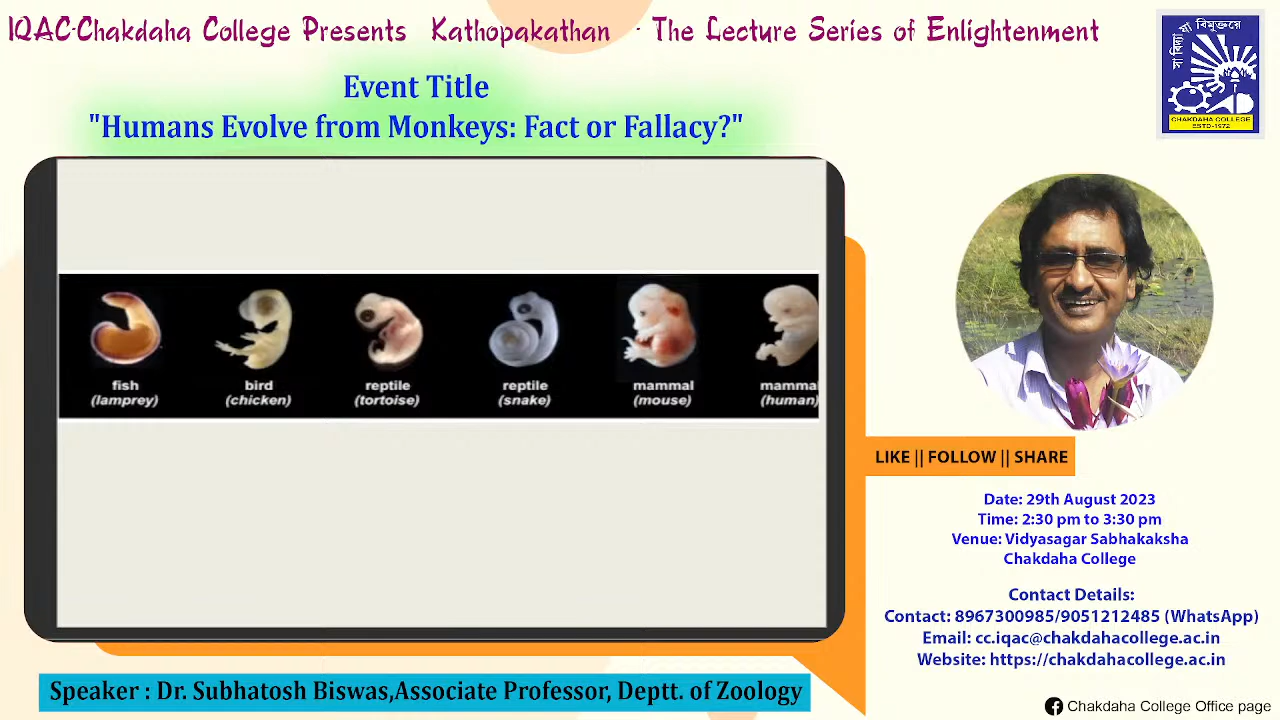 IQAC-Chakdaha College Presents Kathopakathan - The Lecture Series of Enlightenment
সা বিদ্যা যা বিমুক্তয়ে
CHAKDAHA COLLEGE
ESTD-1972
Event Title
"Humans Evolve from Monkeys: Fact or Fallacy?"
fish
(lamprey)
bird
(chicken)
reptile
(tortoise)
reptile
(snake)
mammal
(mouse)
mammal
(human)
LIKE || FOLLOW || SHARE
Date: 29th August 2023
Time: 2:30 pm to 3:30 pm
Venue: Vidyasagar Sabhakaksha
Chakdaha College
Contact Details:
Contact: 8967300985/9051212485 (WhatsApp)
Email: cc.iqac@chakdahacollege.ac.in
Website: https://chakdahacollege.ac.in
Speaker : Dr. Subhatosh Biswas,Associate Professor, Deptt. of Zoology
Chakdaha College Office page